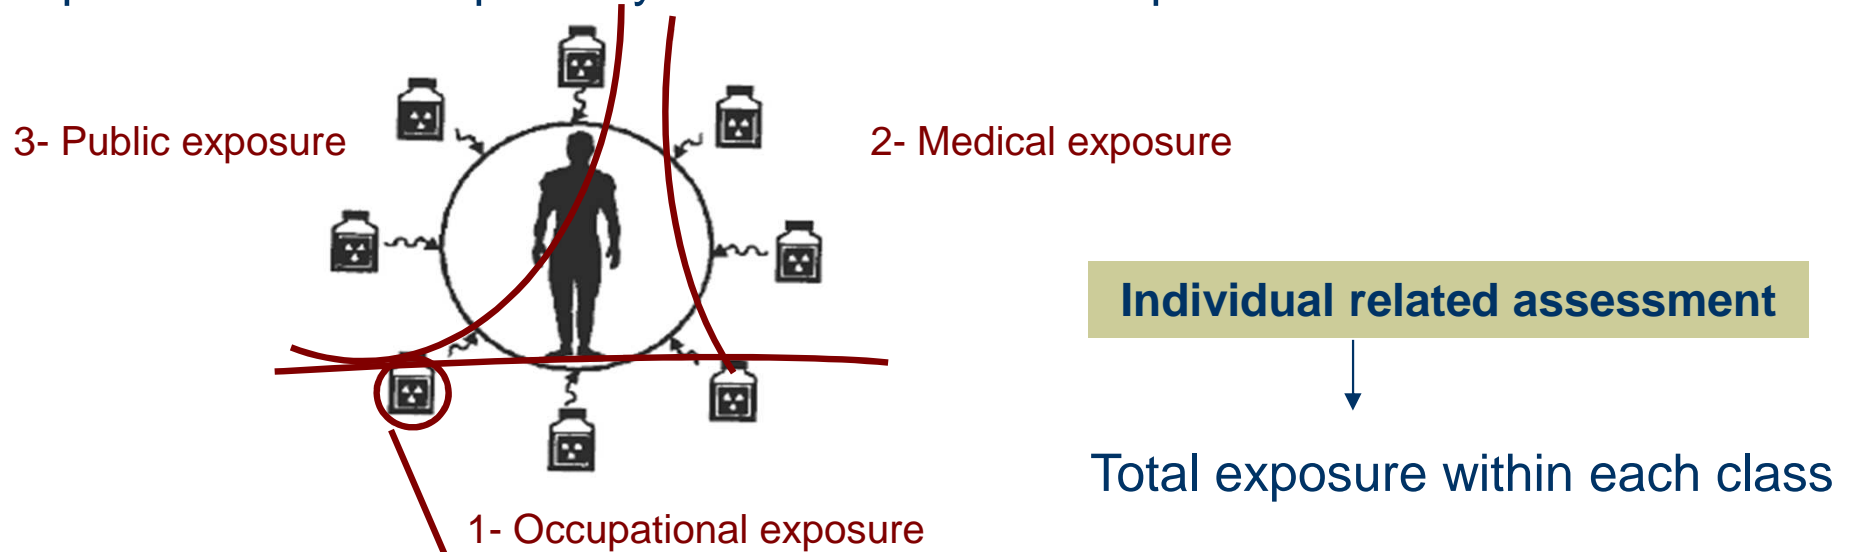 3- Public exposure
2- Medical exposure
Individual related assessment
Total exposure within each class
1- Occupational exposure